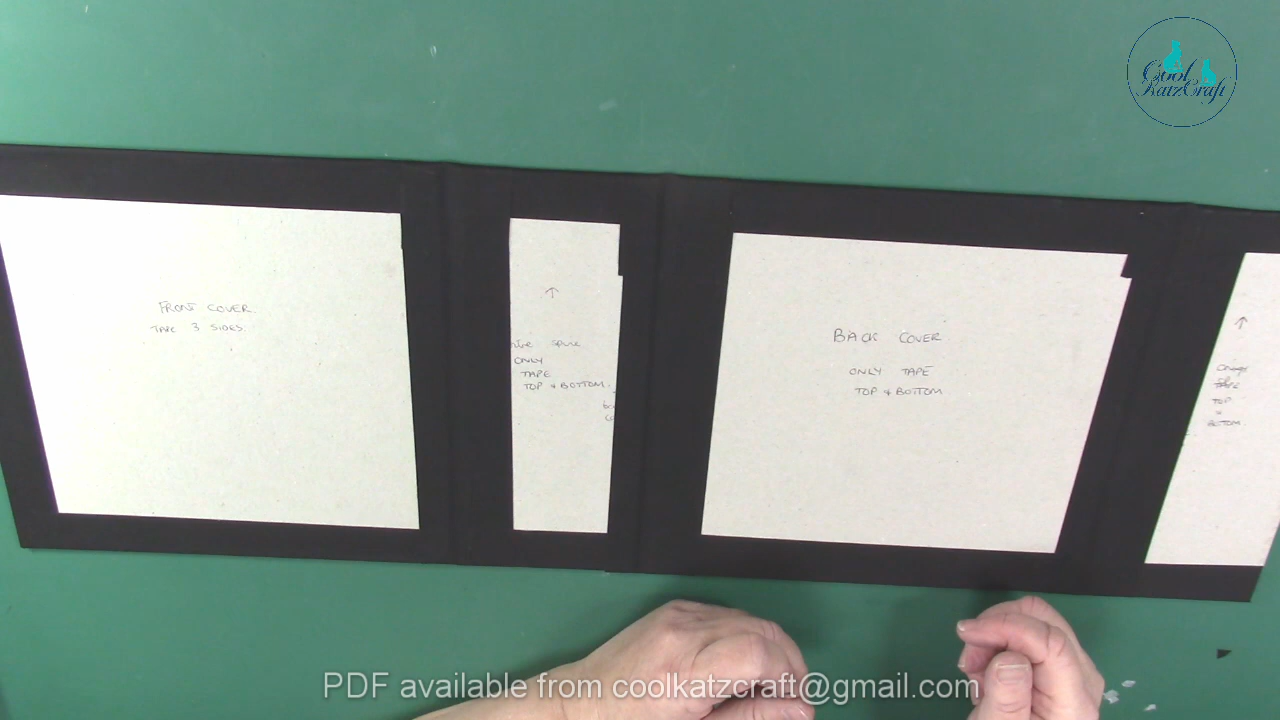 Cool
KatzCraft
FRONT COVER.
TAPE 3 SIDES.
SPINE
ONLY
TAPE
TOP & BOTTOM.
BACK COVER
ONLY TAPE
TOP & BOTTOM
TOP
&
BOTTOM.
PDF available from coolkatzcraft@gmail.com